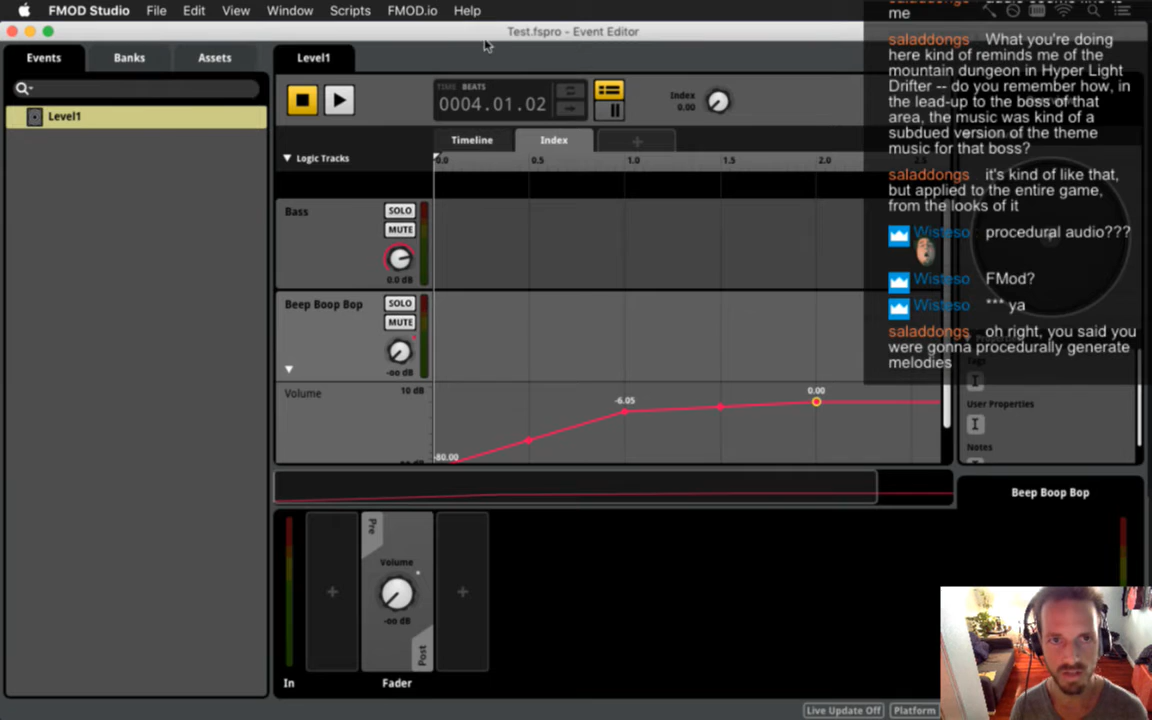 FMOD Studio File Edit View Window Scripts FMOD.io Help
Test.fspro - Event Editor
Events Banks Assets
Level1
Level1
TIME BEATS
0004.01.02
Index
0.00
Timeline Index +
Logic Tracks
0.0 0.5 1.0 1.5 2.0
Bass
SOLO
MUTE
0.0 dB
Beep Boop Bop
SOLO
MUTE
-oo dB
Volume
10 dB
-80.00
-6.05
0.00
me
saladdongs What you're doing
here kind of reminds me of the
mountain dungeon in Hyper Light
Drifter -- do you remember how, in
the lead-up to the boss of that
area, the music was kind of a
subdued version of the theme
music for that boss?
saladdongs it's kind of like that,
but applied to the entire game,
from the looks of it
Wisteso procedural audio???
Wisteso FMod?
Wisteso *** ya
saladdongs oh right, you said you
were gonna procedurally generate
melodies
Tags
User Properties
Notes
Beep Boop Bop
Pre
Volume
-oo dB
Post
In
Fader
Live Update Off Platform